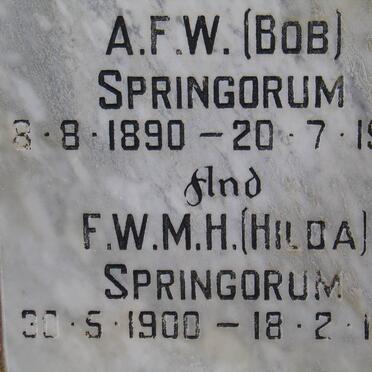 A.F.W. (BOB)
SPRINGORUM
8·8·1890 – 20·7·19
And
F.W.M.H. (HILDA)
SPRINGORUM
30·5·1900 – 18·2·1